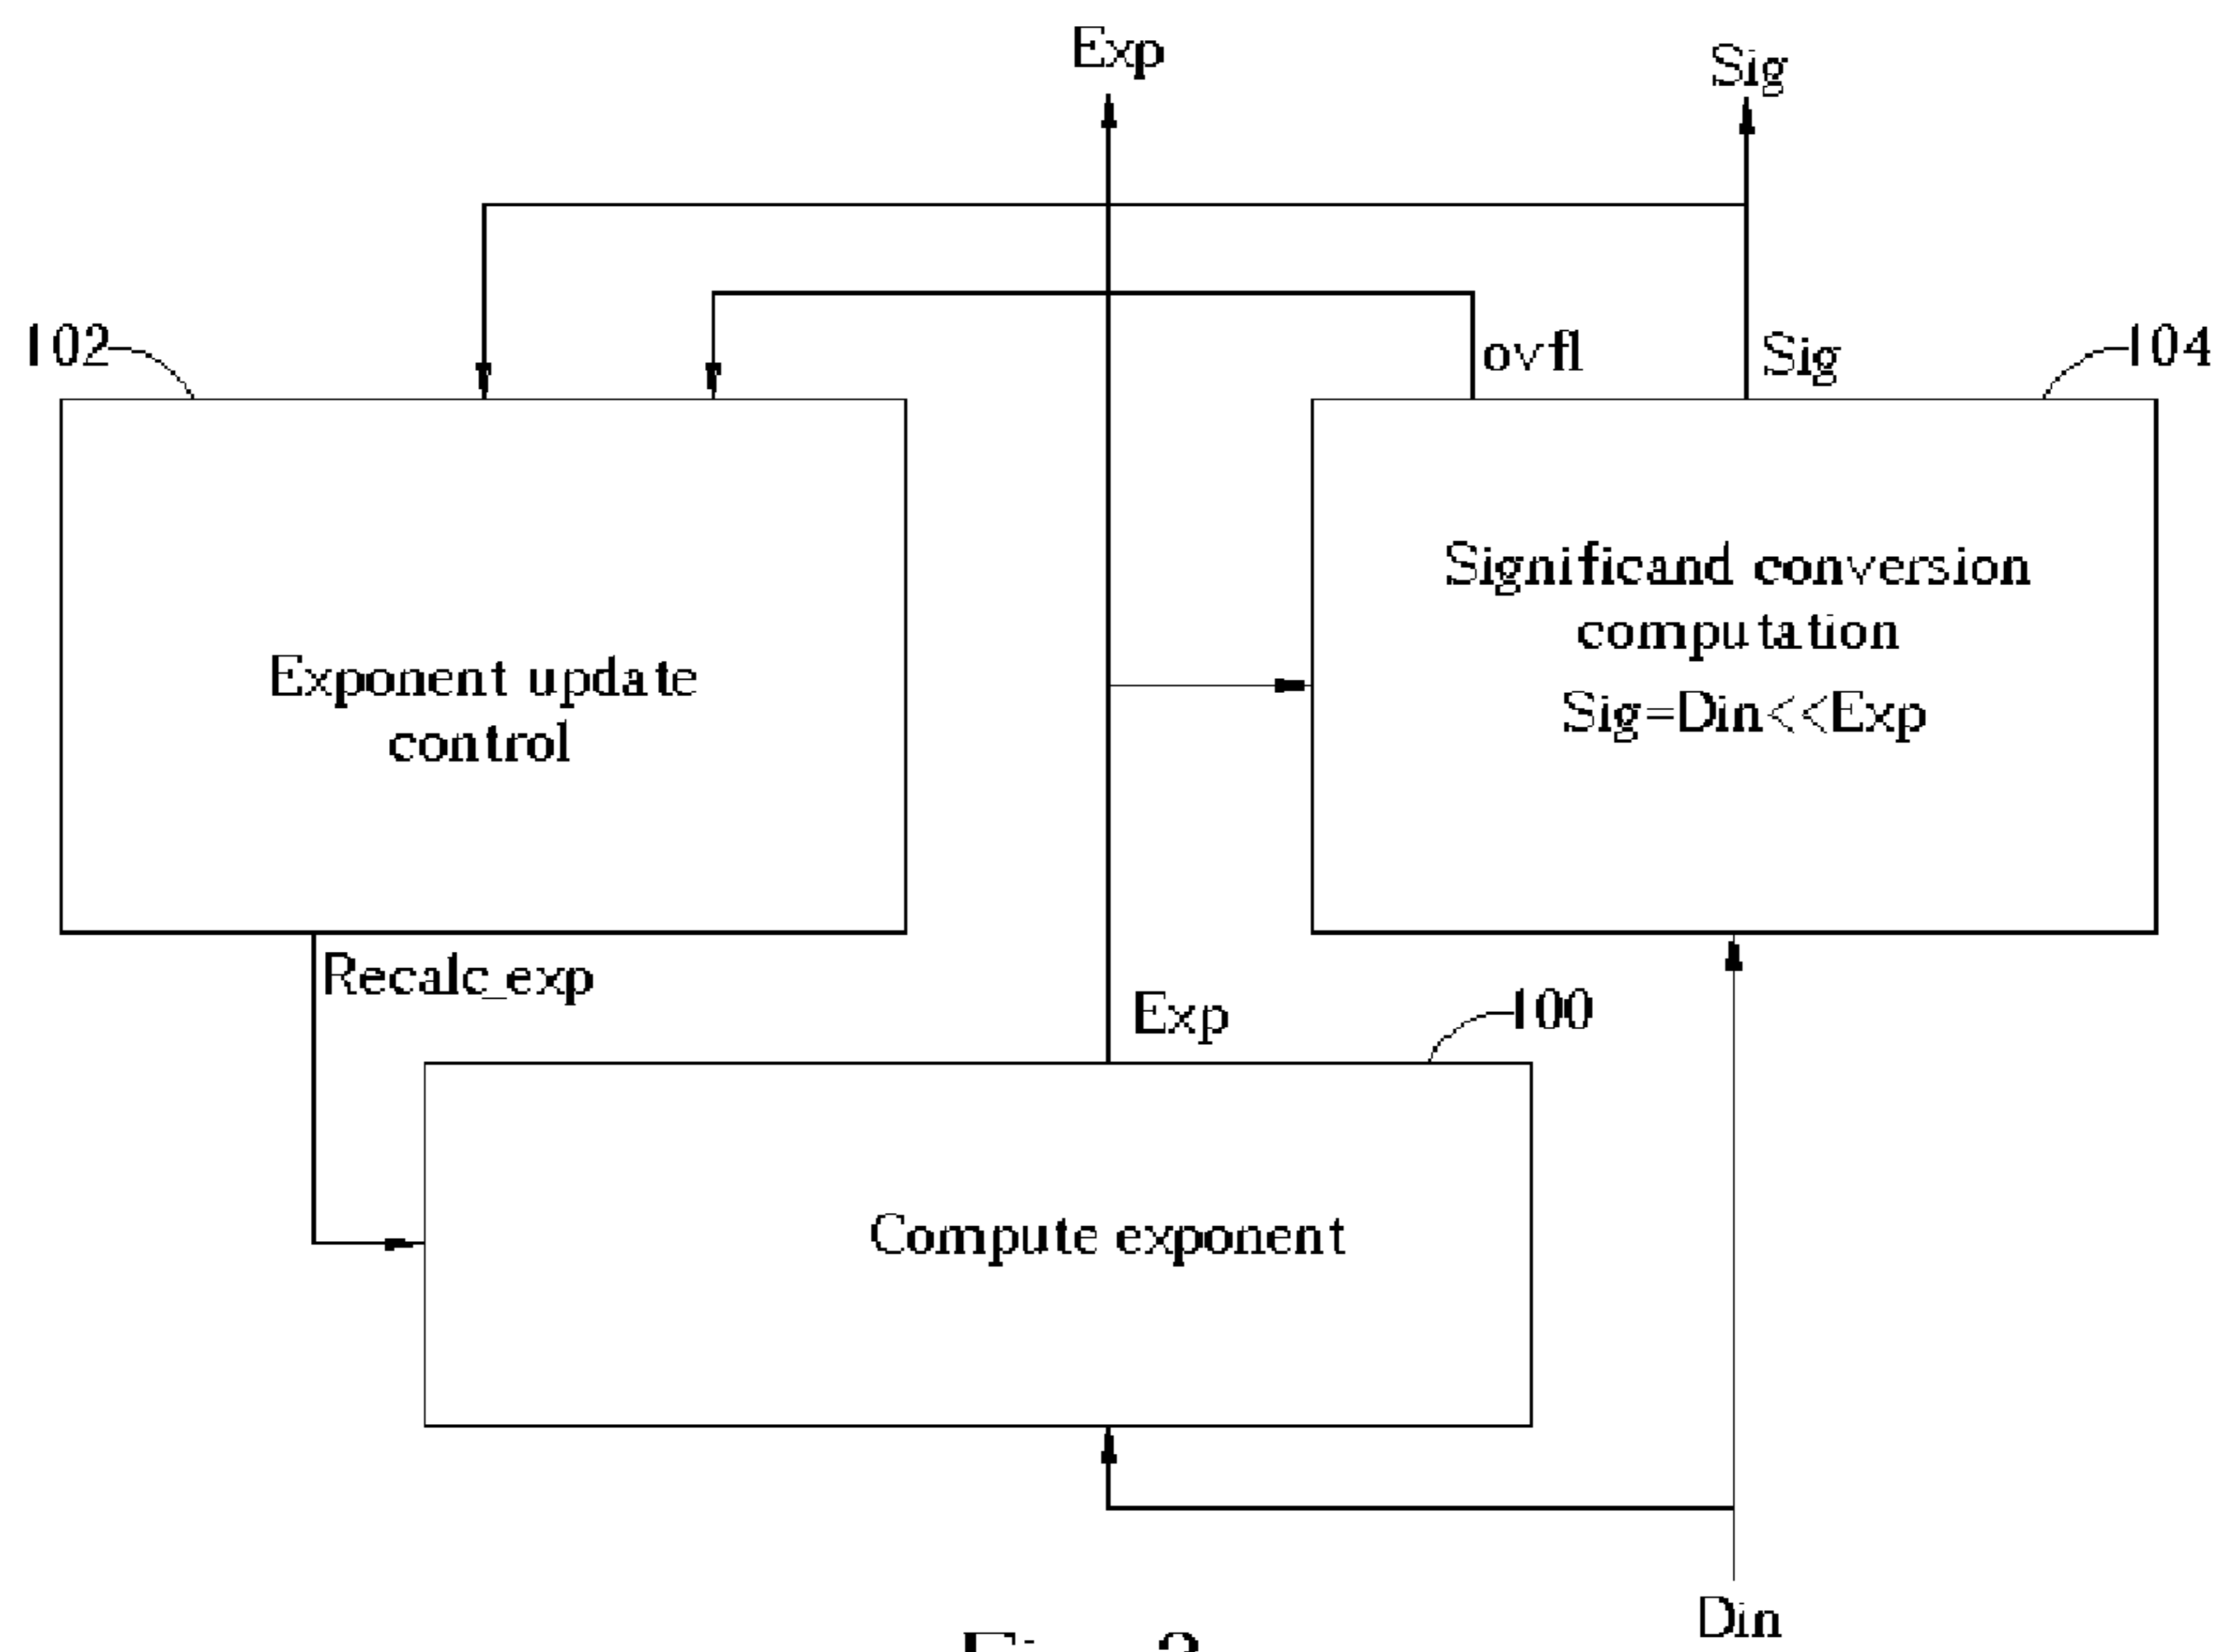 Exp
Sig
102
ovfl
Sig
104
Significand conversion
computation
Sig=Din<<Exp
Exponent update
control
Recalc_exp
Exp
100
Compute exponent
Din